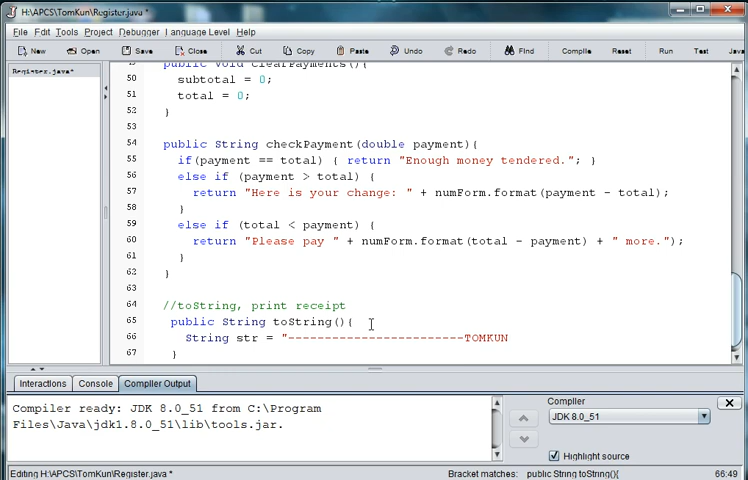 H:\APCS\TomKun\Register.java *
File Edit Tools Project Debugger Language Level Help
New Open Save Close Cut Copy Paste Undo Redo Find Compile Reset Run Test Java
Register.java*
public void clearPayments(){
50 subtotal = 0;
51 total = 0;
52 }
53
54 public String checkPayment(double payment){
55 if(payment == total) { return "Enough money tendered."; }
56 else if (payment > total) {
57 return "Here is your change: " + numForm.format(payment - total);
58 }
59 else if (total < payment) {
60 return "Please pay " + numForm.format(total - payment) + " more.");
61 }
62 }
63
64 //toString, print receipt
65 public String toString(){
66 String str = "------------------------TOMKUN
67 }
Interactions Console Compiler Output
Compiler ready: JDK 8.0_51 from C:\Program
Files\Java\jdk1.8.0_51\lib\tools.jar.
Compiler
JDK 8.0_51
Highlight source
Editing H:\APCS\TomKun\Register.java *
Bracket matches: public String toString(){
66:49